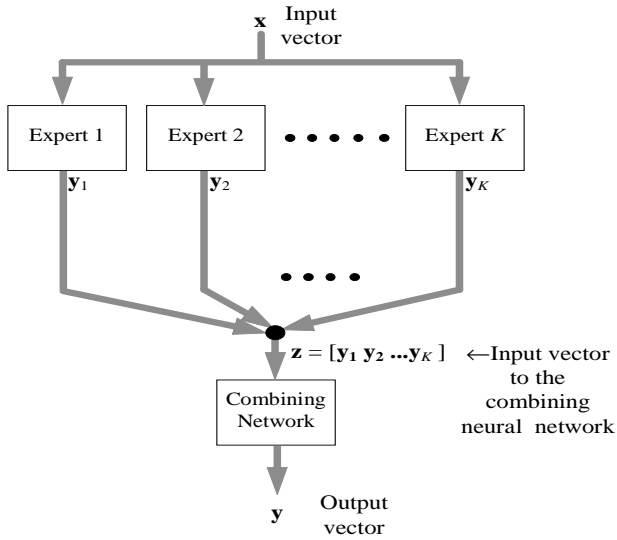 x Input
vector
Expert 1
Expert 2
Expert K
y1
y2
yK
z = [y1 y2 ...yK ]
←Input vector
to the
combining
neural network
Combining
Network
y
Output
vector